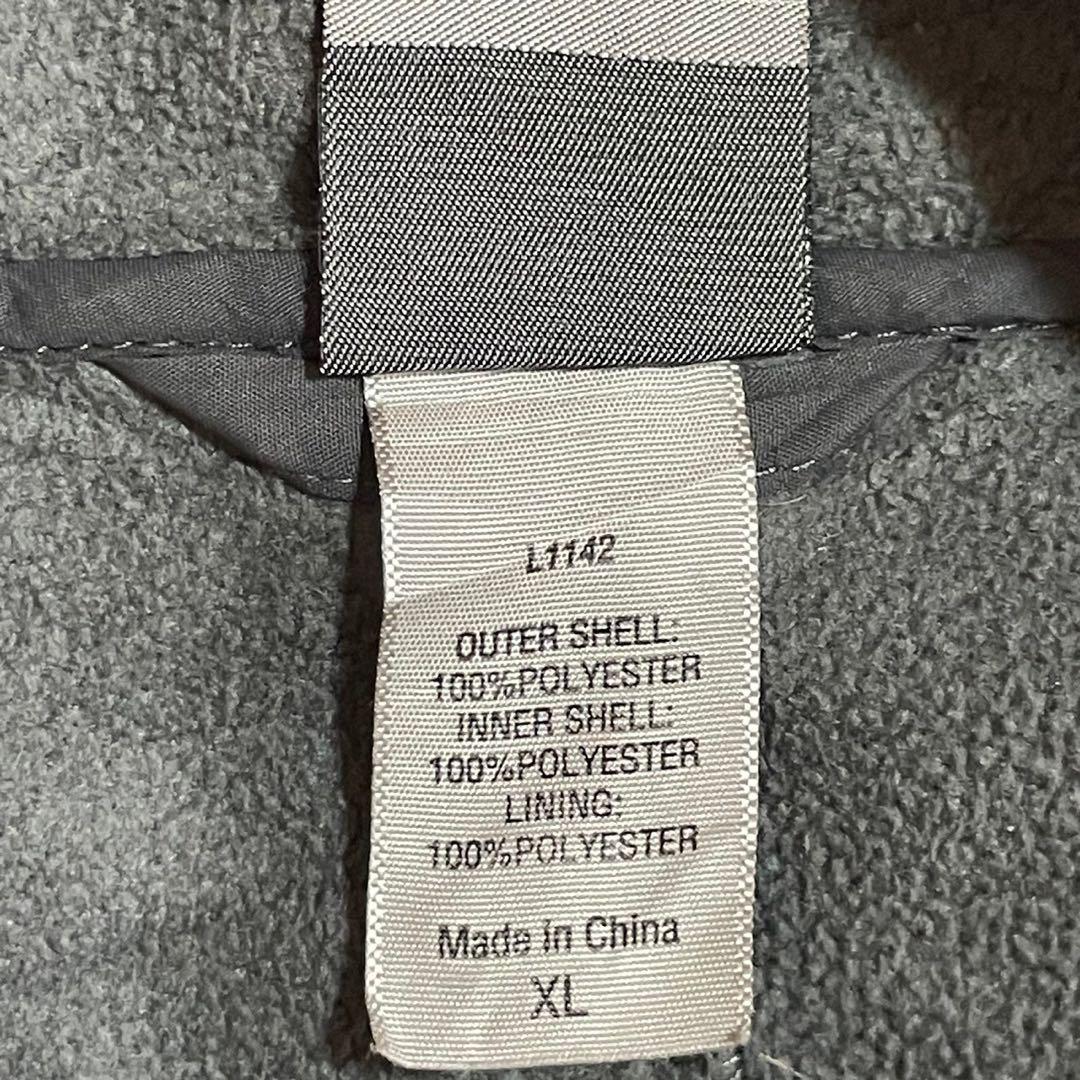 L1142
OUTER SHELL:
100%POLYESTER
INNER SHELL:
100%POLYESTER
LINING:
100%POLYESTER
Made in China
XL